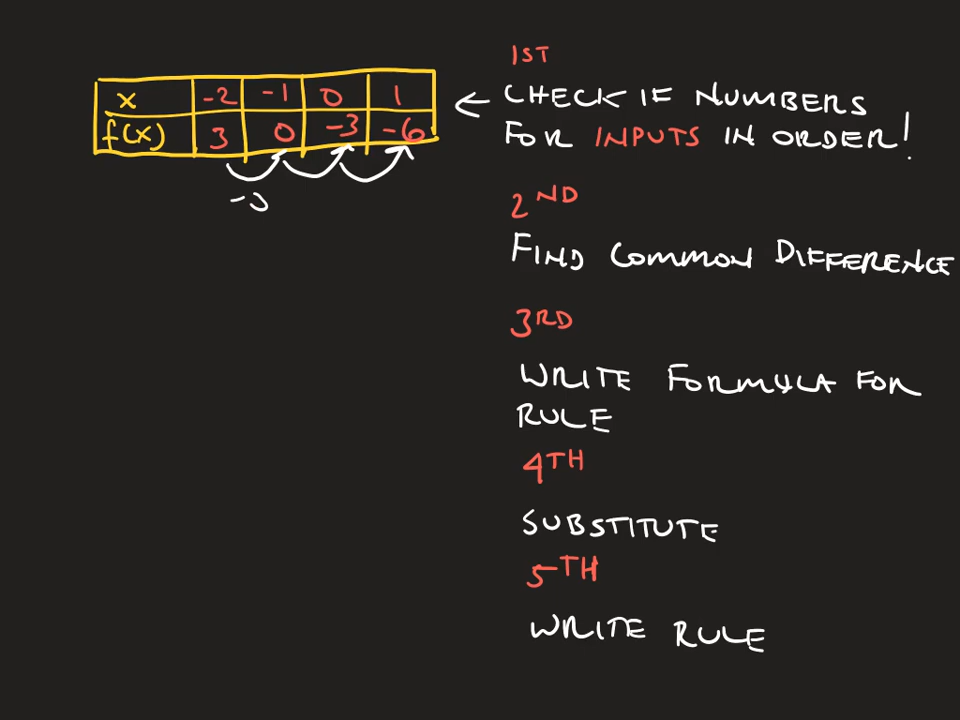 x -2 -1 0 1
f(x) 3 0 -3 -6
1ST
CHECK IF NUMBERS
FOR INPUTS IN ORDER!
2ND
FIND COMMON DIFFERENCE
3RD
WRITE FORMULA FOR
RULE
4TH
SUBSTITUTE
5TH
WRITE RULE